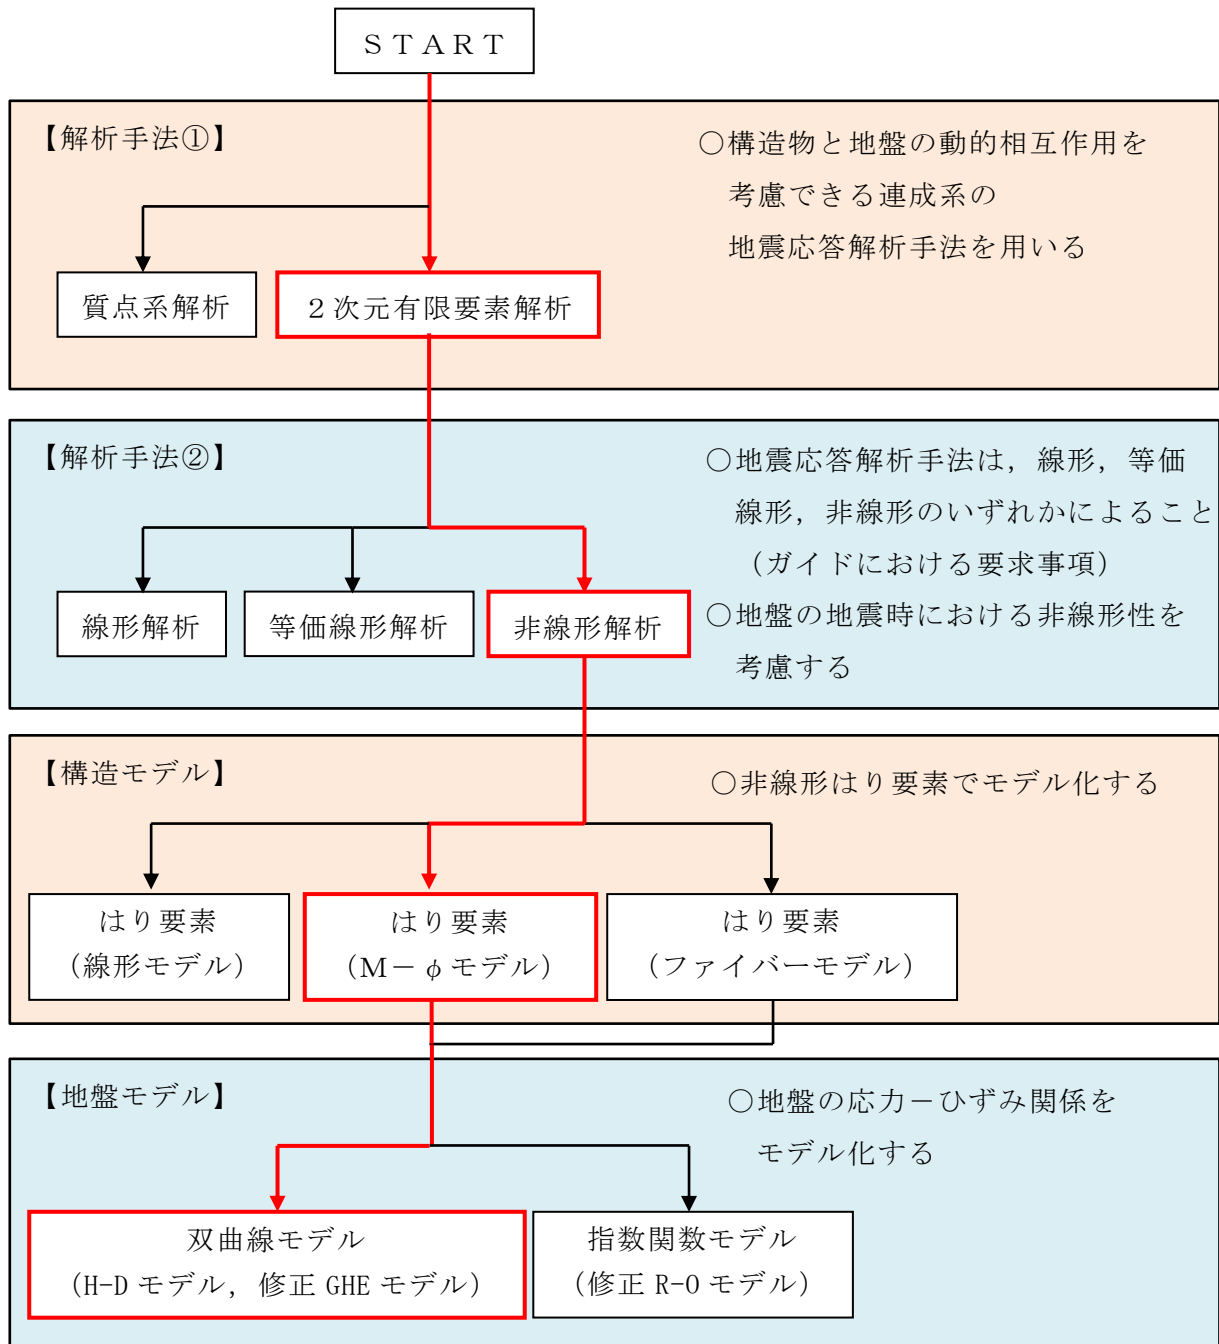 ＳＴＡＲＴ
【解析手法①】
○構造物と地盤の動的相互作用を
考慮できる連成系の
地震応答解析手法を用いる
質点系解析
２次元有限要素解析
【解析手法②】
○地震応答解析手法は，線形，等価
線形，非線形のいずれかによること
（ガイドにおける要求事項）
○地盤の地震時における非線形性を
考慮する
線形解析
等価線形解析
非線形解析
【構造モデル】
○非線形はり要素でモデル化する
はり要素
（線形モデル）
はり要素
（Ｍ－φモデル）
はり要素
（ファイバーモデル）
【地盤モデル】
○地盤の応力－ひずみ関係を
モデル化する
双曲線モデル
（H-D モデル，修正 GHE モデル）
指数関数モデル
（修正 R-O モデル）